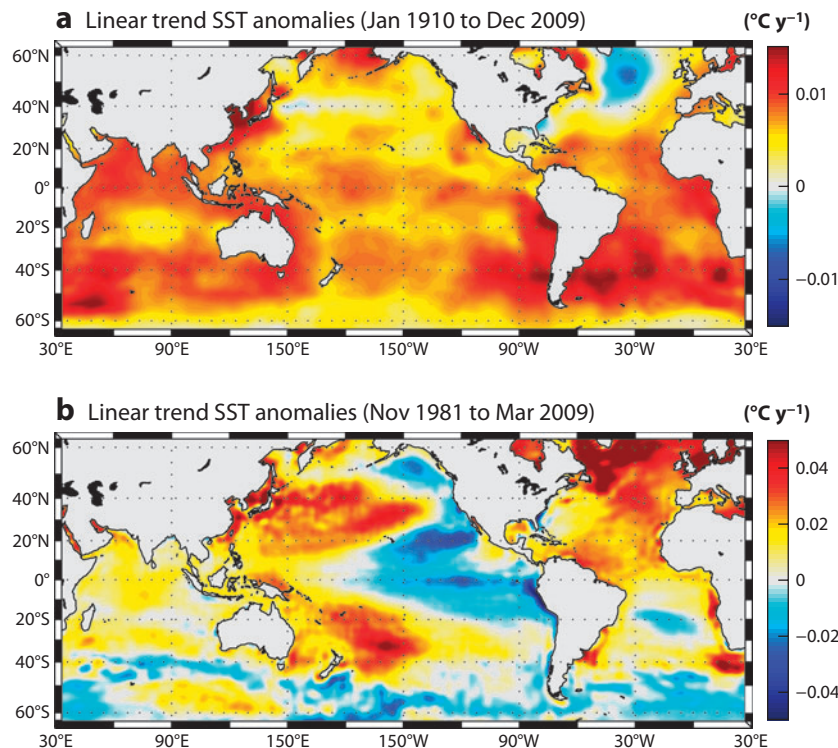 a Linear trend SST anomalies (Jan 1910 to Dec 2009) (°C y⁻¹)
60°N
40°N
20°N
0°
20°S
40°S
60°S
30°E 90°E 150°E 150°W 90°W 30°W 30°E
0.01
0
−0.01
b Linear trend SST anomalies (Nov 1981 to Mar 2009) (°C y⁻¹)
60°N
40°N
20°N
0°
20°S
40°S
60°S
30°E 90°E 150°E 150°W 90°W 30°W 30°E
0.04
0.02
0
−0.02
−0.04